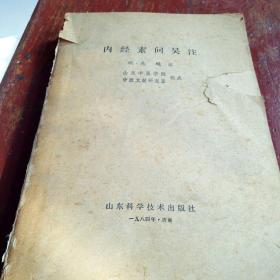 内经素问吴注
明·吴崐注
山东中医学院
中医文献研究室 校点
山东科学技术出版社
一九八四年·济南